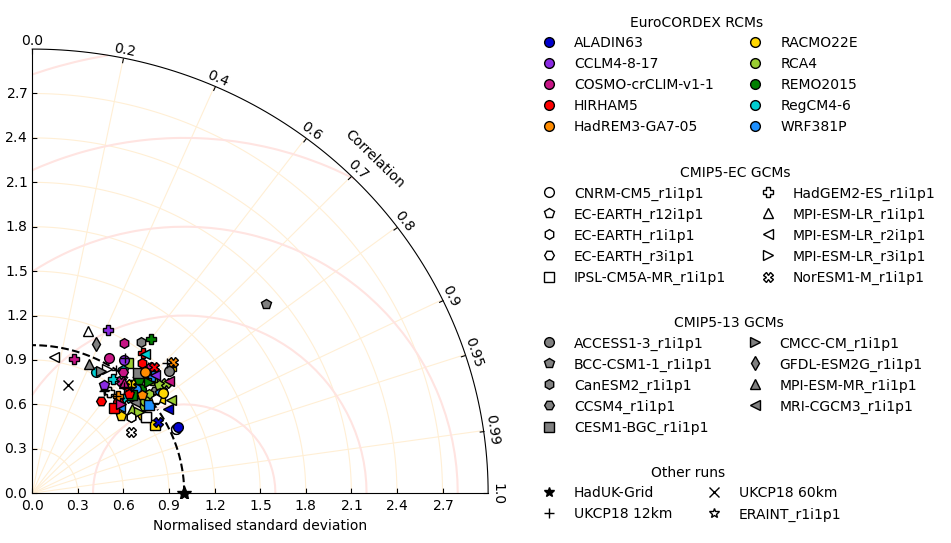 0.0
0.2
0.4
0.6
Correlation
0.7
0.8
0.9
0.95
0.99
1.0
2.7
2.4
2.1
1.8
1.5
1.2
0.9
0.6
0.3
0.0
0.0 0.3 0.6 0.9 1.2 1.5 1.8 2.1 2.4 2.7
Normalised standard deviation
EuroCORDEX RCMs
ALADIN63 RACMO22E
CCLM4-8-17 RCA4
COSMO-crCLIM-v1-1 REMO2015
HIRHAM5 RegCM4-6
HadREM3-GA7-05 WRF381P
CMIP5-EC GCMs
CNRM-CM5_r1i1p1 HadGEM2-ES_r1i1p1
EC-EARTH_r12i1p1 MPI-ESM-LR_r1i1p1
EC-EARTH_r1i1p1 MPI-ESM-LR_r2i1p1
EC-EARTH_r3i1p1 MPI-ESM-LR_r3i1p1
IPSL-CM5A-MR_r1i1p1 NorESM1-M_r1i1p1
CMIP5-13 GCMs
ACCESS1-3_r1i1p1 CMCC-CM_r1i1p1
BCC-CSM1-1_r1i1p1 GFDL-ESM2G_r1i1p1
CanESM2_r1i1p1 MPI-ESM-MR_r1i1p1
CCSM4_r1i1p1 MRI-CGCM3_r1i1p1
CESM1-BGC_r1i1p1
Other runs
HadUK-Grid UKCP18 60km
UKCP18 12km ERAINT_r1i1p1